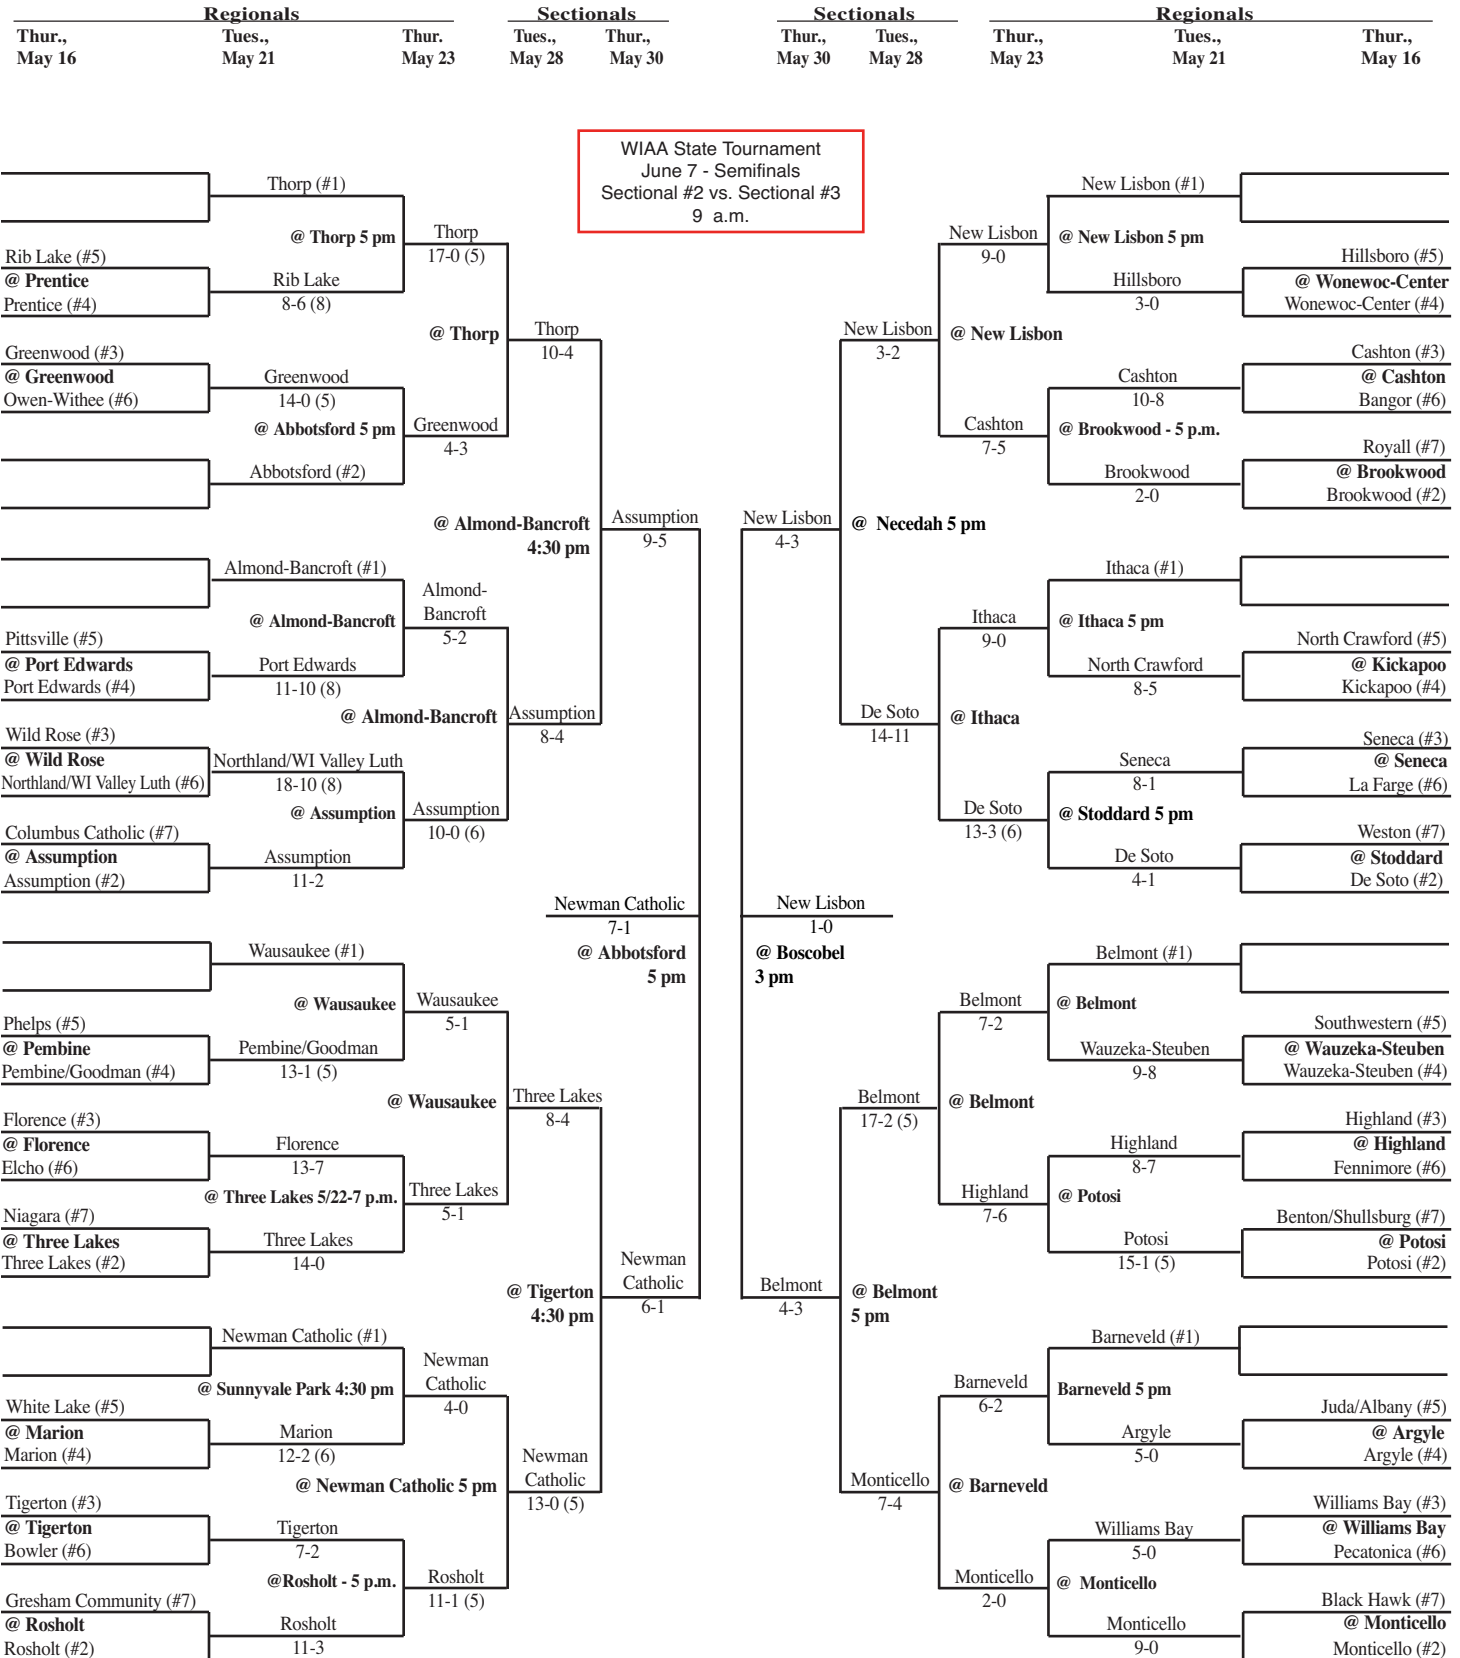 Regionals
Sectionals
Sectionals
Regionals
Thur., May 16
Tues., May 21
Thur. May 23
Tues., May 28
Thur., May 30
Thur., May 30
Tues., May 28
Thur., May 23
Tues., May 21
Thur., May 16
WIAA State Tournament
June 7 - Semifinals
Sectional #2 vs. Sectional #3
9 a.m.
Thorp (#1)
@ Thorp 5 pm
Thorp
17-0 (5)
Rib Lake (#5)
@ Prentice
Prentice (#4)
Rib Lake
8-6 (8)
@ Thorp
Thorp
10-4
Greenwood (#3)
@ Greenwood
Owen-Withee (#6)
Greenwood
14-0 (5)
@ Abbotsford 5 pm
Greenwood
4-3
Abbotsford (#2)
@ Almond-Bancroft
4:30 pm
Assumption
9-5
Almond-Bancroft (#1)
@ Almond-Bancroft
Almond-
Bancroft
5-2
Pittsville (#5)
@ Port Edwards
Port Edwards (#4)
Port Edwards
11-10 (8)
@ Almond-Bancroft
Assumption
8-4
Wild Rose (#3)
@ Wild Rose
Northland/WI Valley Luth (#6)
Northland/WI Valley Luth
18-10 (8)
@ Assumption
Assumption
10-0 (6)
Columbus Catholic (#7)
@ Assumption
Assumption (#2)
Assumption
11-2
Newman Catholic
7-1
@ Abbotsford
5 pm
Wausaukee (#1)
@ Wausaukee
Wausaukee
5-1
Phelps (#5)
@ Pembine
Pembine/Goodman (#4)
Pembine/Goodman
13-1 (5)
@ Wausaukee
Three Lakes
8-4
Florence (#3)
@ Florence
Elcho (#6)
Florence
13-7
@ Three Lakes 5/22-7 p.m.
Three Lakes
5-1
Niagara (#7)
@ Three Lakes
Three Lakes (#2)
Three Lakes
14-0
@ Tigerton
4:30 pm
Newman
Catholic
6-1
Newman Catholic (#1)
@ Sunnyvale Park 4:30 pm
Newman
Catholic
4-0
White Lake (#5)
@ Marion
Marion (#4)
Marion
12-2 (6)
@ Newman Catholic 5 pm
Newman
Catholic
13-0 (5)
Tigerton (#3)
@ Tigerton
Bowler (#6)
Tigerton
7-2
@Rosholt - 5 p.m.
Rosholt
11-1 (5)
Gresham Community (#7)
@ Rosholt
Rosholt (#2)
Rosholt
11-3
New Lisbon (#1)
New Lisbon
9-0
@ New Lisbon 5 pm
Hillsboro (#5)
@ Wonewoc-Center
Wonewoc-Center (#4)
Hillsboro
3-0
New Lisbon
3-2
@ New Lisbon
Cashton (#3)
@ Cashton
Bangor (#6)
Cashton
10-8
Cashton
7-5
@ Brookwood - 5 p.m.
Royall (#7)
@ Brookwood
Brookwood (#2)
Brookwood
2-0
New Lisbon
4-3
@ Necedah 5 pm
Ithaca (#1)
Ithaca
9-0
@ Ithaca 5 pm
North Crawford (#5)
@ Kickapoo
Kickapoo (#4)
North Crawford
8-5
De Soto
14-11
@ Ithaca
Seneca (#3)
@ Seneca
La Farge (#6)
Seneca
8-1
De Soto
13-3 (6)
@ Stoddard 5 pm
Weston (#7)
@ Stoddard
De Soto (#2)
De Soto
4-1
New Lisbon
1-0
@ Boscobel
3 pm
Belmont (#1)
Belmont
7-2
@ Belmont
Southwestern (#5)
@ Wauzeka-Steuben
Wauzeka-Steuben (#4)
Wauzeka-Steuben
9-8
Belmont
17-2 (5)
@ Belmont
Highland (#3)
@ Highland
Fennimore (#6)
Highland
8-7
Highland
7-6
@ Potosi
Benton/Shullsburg (#7)
@ Potosi
Potosi (#2)
Potosi
15-1 (5)
Belmont
4-3
@ Belmont
5 pm
Barneveld (#1)
Barneveld
6-2
Barneveld 5 pm
Juda/Albany (#5)
@ Argyle
Argyle (#4)
Argyle
5-0
Monticello
7-4
@ Barneveld
Williams Bay (#3)
@ Williams Bay
Pecatonica (#6)
Williams Bay
5-0
Monticello
2-0
@ Monticello
Black Hawk (#7)
@ Monticello
Monticello (#2)
Monticello
9-0